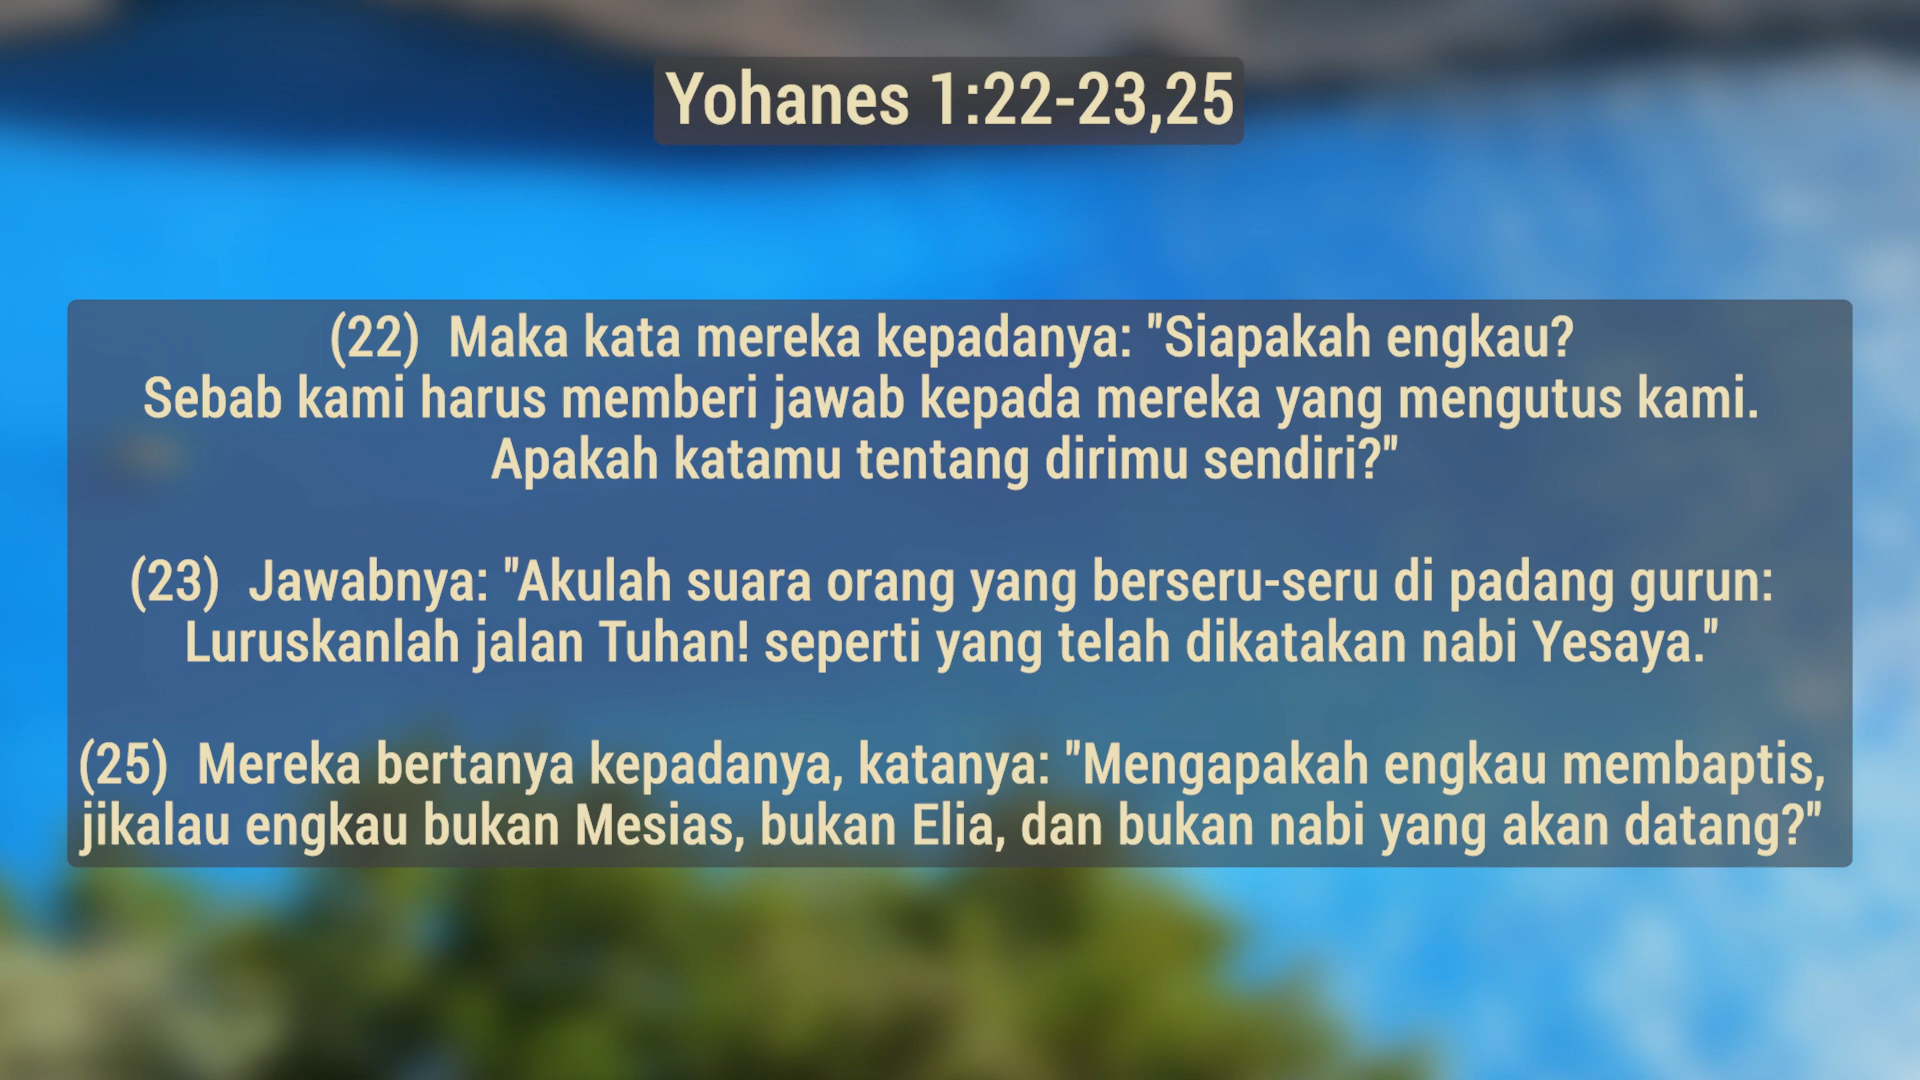 Yohanes 1:22-23,25
(22)  Maka kata mereka kepadanya: "Siapakah engkau?
Sebab kami harus memberi jawab kepada mereka yang mengutus kami.
Apakah katamu tentang dirimu sendiri?"
(23)  Jawabnya: "Akulah suara orang yang berseru-seru di padang gurun:
Luruskanlah jalan Tuhan! seperti yang telah dikatakan nabi Yesaya."
(25)  Mereka bertanya kepadanya, katanya: "Mengapakah engkau membaptis,
jikalau engkau bukan Mesias, bukan Elia, dan bukan nabi yang akan datang?"